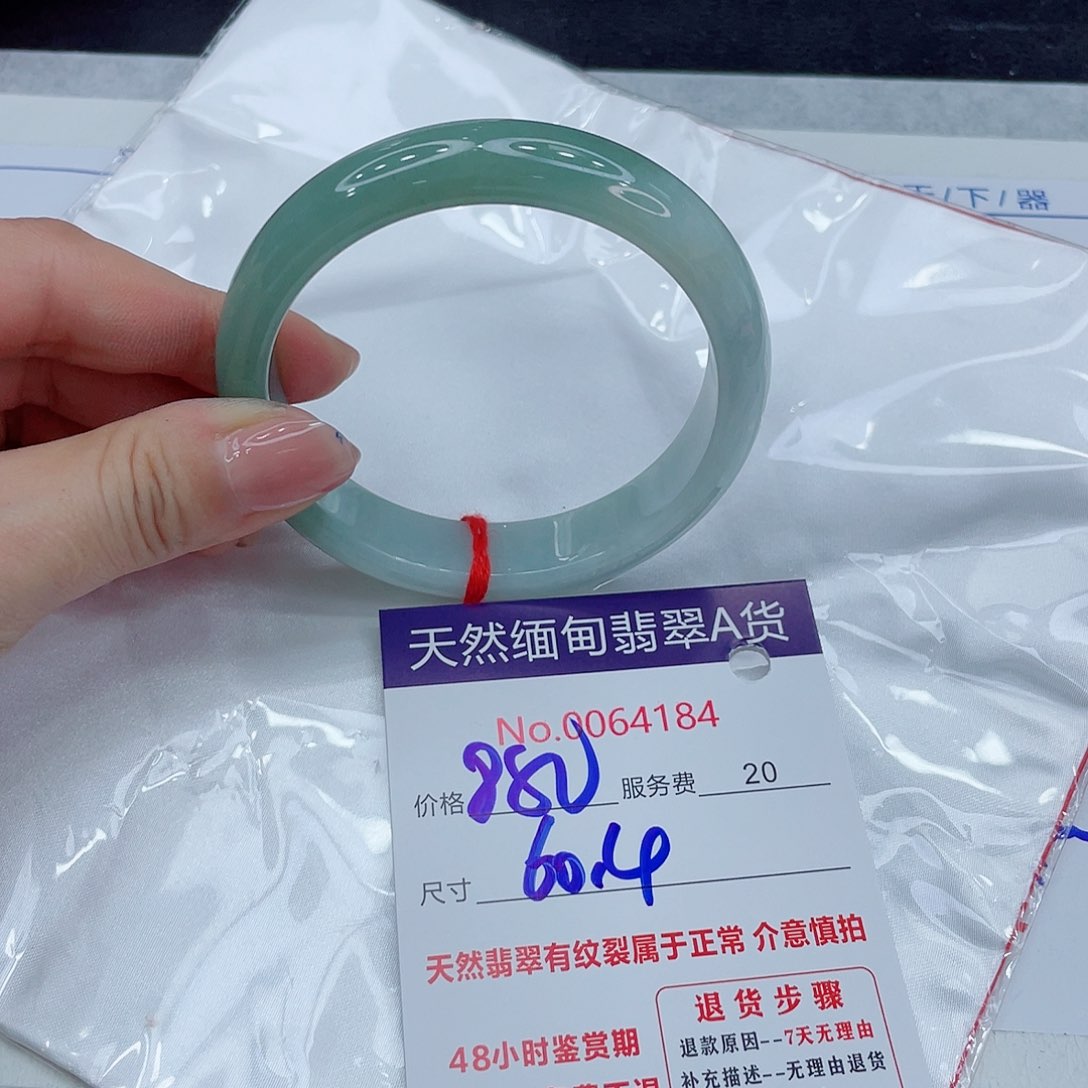 下/器
天然缅甸翡翠A货
No.0064184
价格 980 服务费 20
尺寸 60.4
天然翡翠有纹裂属于正常 介意慎拍
48小时鉴赏期
退货步骤
退款原因--7天无理由
补充描述--无理由退货